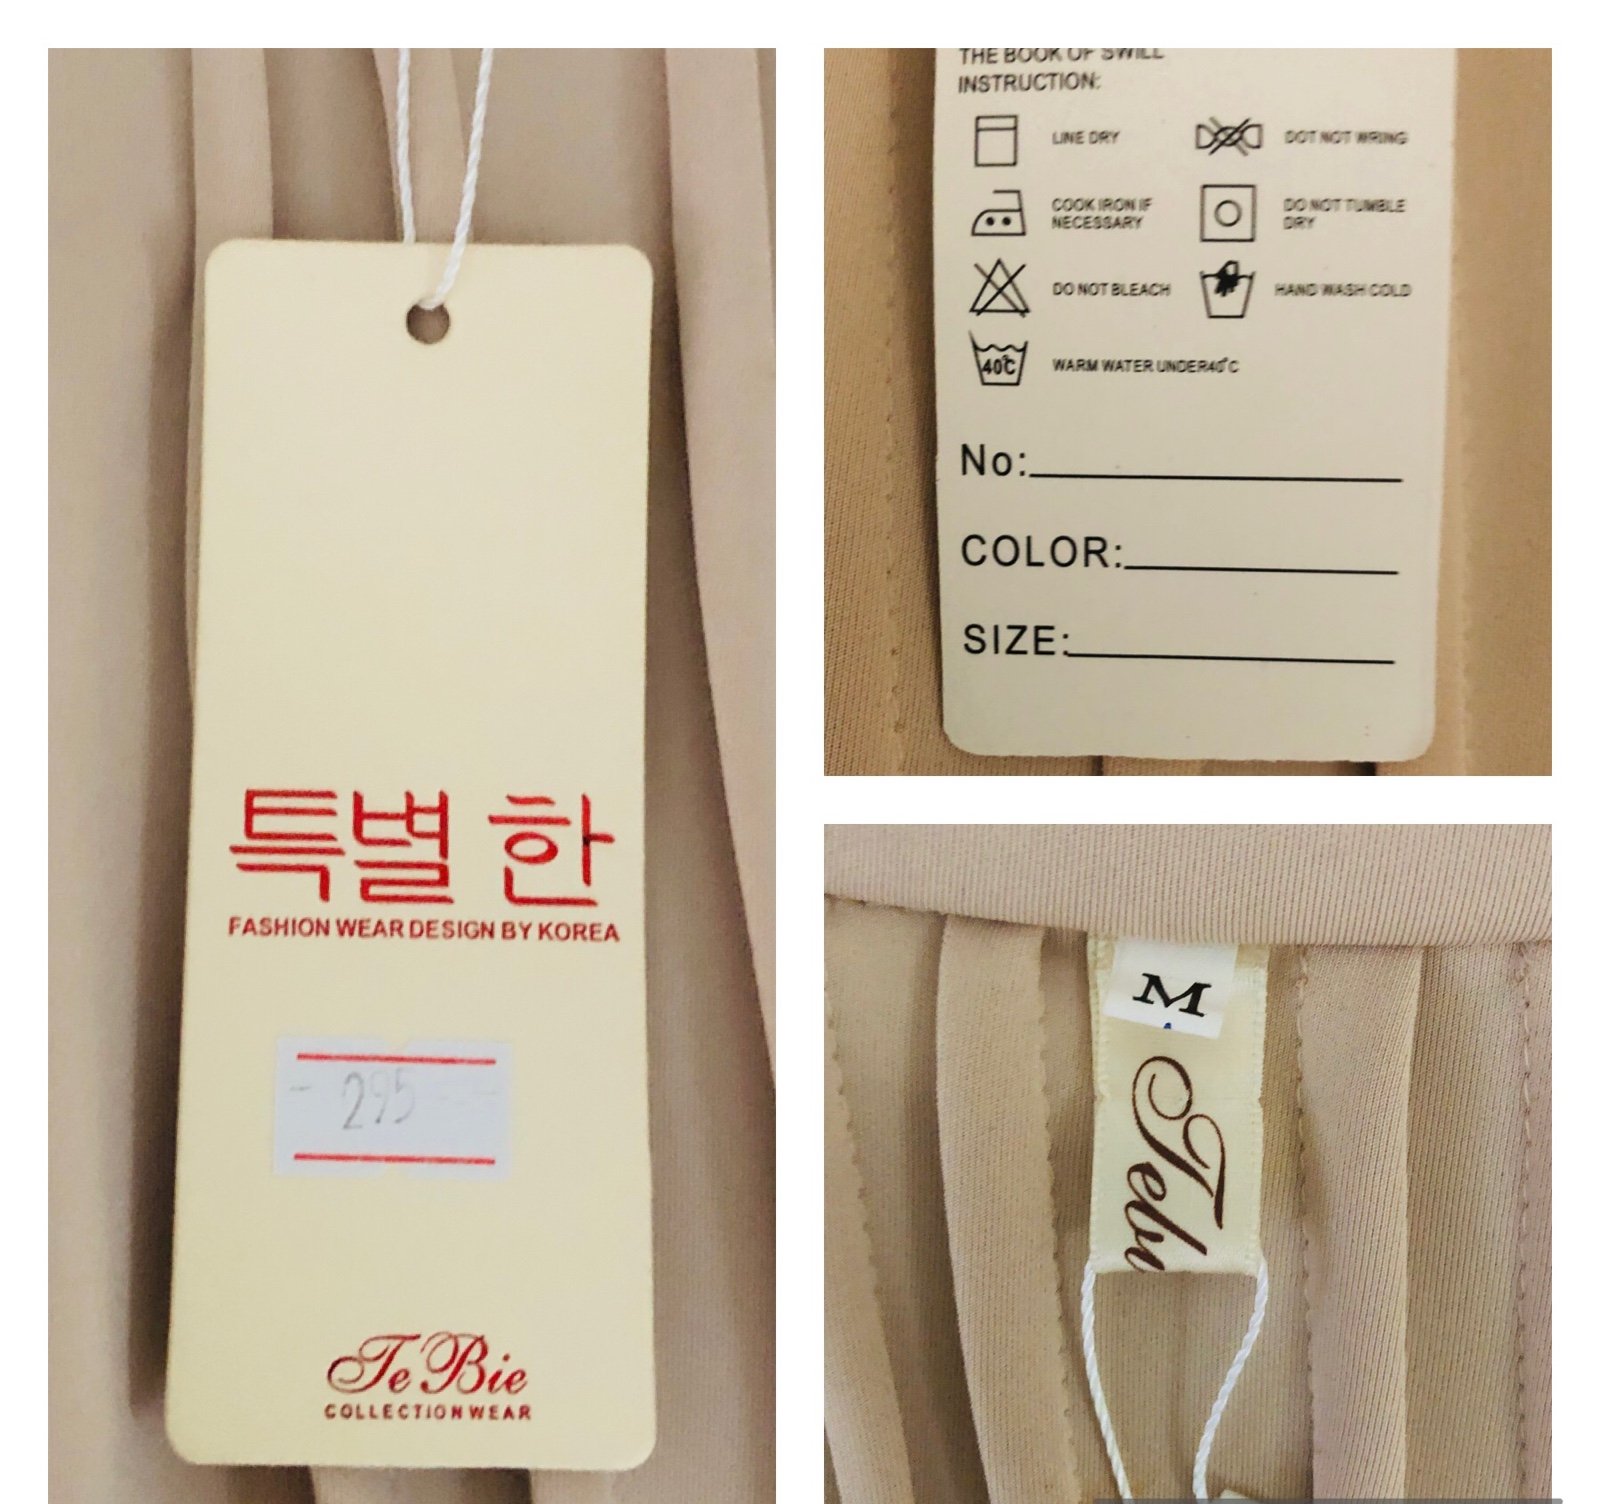 특별 한
FASHION WEAR DESIGN BY KOREA
295
Te Bie
COLLECTION WEAR
THE BOOK OF SWILL
INSTRUCTION:
LINE DRY
DOT NOT WRING
COOK IRON IF
NECESSARY
DO NOT TUMBLE
DRY
DO NOT BLEACH
HAND WASH COLD
40℃
WARM WATER UNDER40°C
No:
COLOR:
SIZE:
M